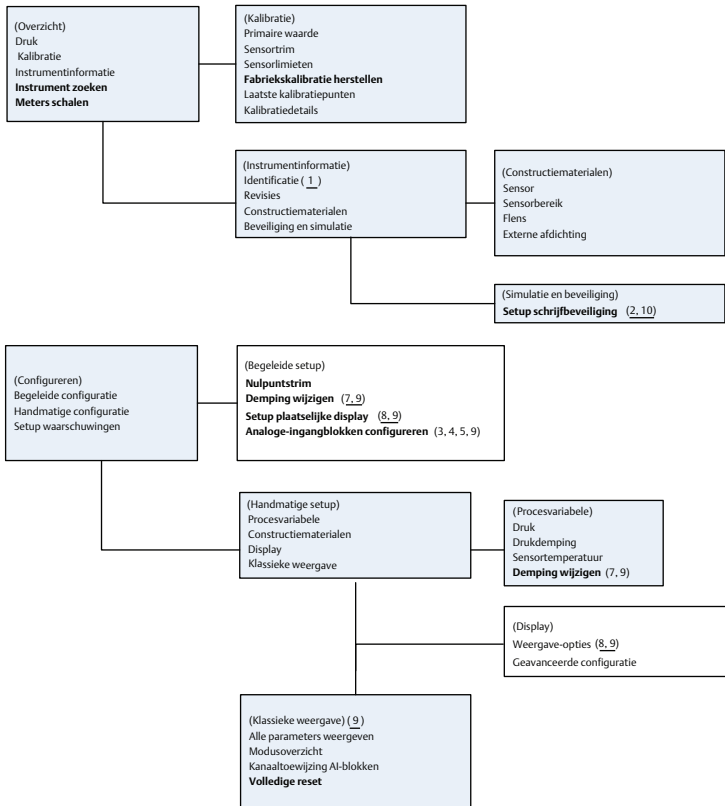 (Overzicht)
Druk
Kalibratie
Instrumentinformatie
Instrument zoeken
Meters schalen
(Kalibratie)
Primaire waarde
Sensortrim
Sensorlimieten
Fabriekskalibratie herstellen
Laatste kalibratiepunten
Kalibratiedetails
(Instrumentinformatie)
Identificatie ( 1 )
Revisies
Constructiematerialen
Beveiliging en simulatie
(Constructiematerialen)
Sensor
Sensorbereik
Flens
Externe afdichting
(Simulatie en beveiliging)
Setup schrijfbeveiliging (2, 10)
(Configureren)
Begeleide configuratie
Handmatige configuratie
Setup waarschuwingen
(Begeleide setup)
Nulpuntstrim
Demping wijzigen (7, 9)
Setup plaatselijke display (8, 9)
Analoge-ingangblokken configureren (3, 4, 5, 9)
(Handmatige setup)
Procesvariabele
Constructiematerialen
Display
Klassieke weergave
(Procesvariabele)
Druk
Drukdemping
Sensortemperatuur
Demping wijzigen (7, 9)
(Display)
Weergave-opties (8, 9)
Geavanceerde configuratie
(Klassieke weergave) ( 9 )
Alle parameters weergeven
Modusoverzicht
Kanaaltoewijzing AI-blokken
Volledige reset